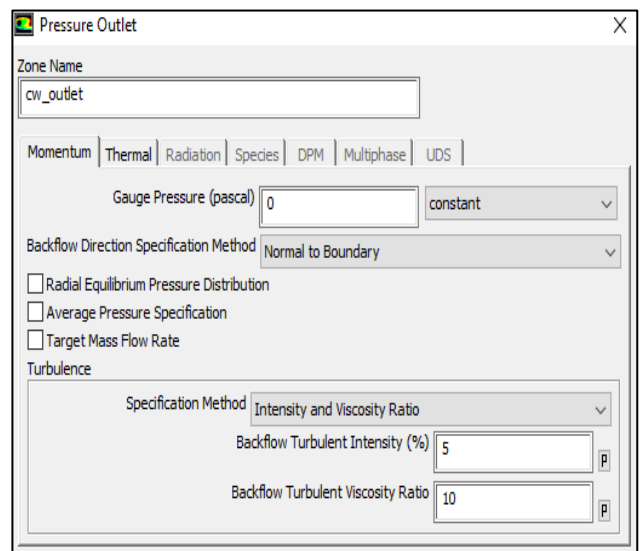 Pressure Outlet X
Zone Name
cw_outlet
Momentum Thermal Radiation Species DPM Multiphase UDS
Gauge Pressure (pascal) 0 constant
Backflow Direction Specification Method Normal to Boundary
Radial Equilibrium Pressure Distribution
Average Pressure Specification
Target Mass Flow Rate
Turbulence
Specification Method Intensity and Viscosity Ratio
Backflow Turbulent Intensity (%) 5 P
Backflow Turbulent Viscosity Ratio 10 P